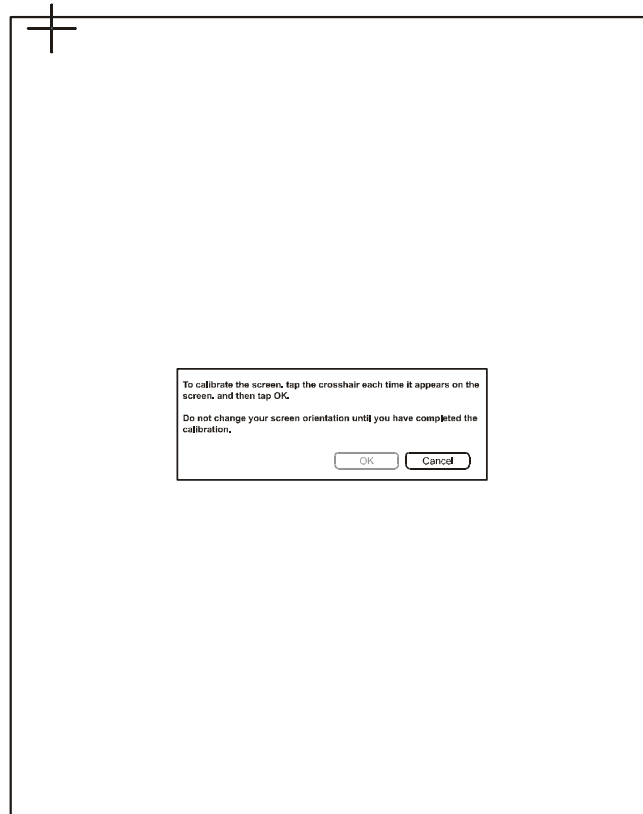 To calibrate the screen, tap the crosshair each time it appears on the
screen, and then tap OK.
Do not change your screen orientation until you have completed the
calibration.
OK
Cancel